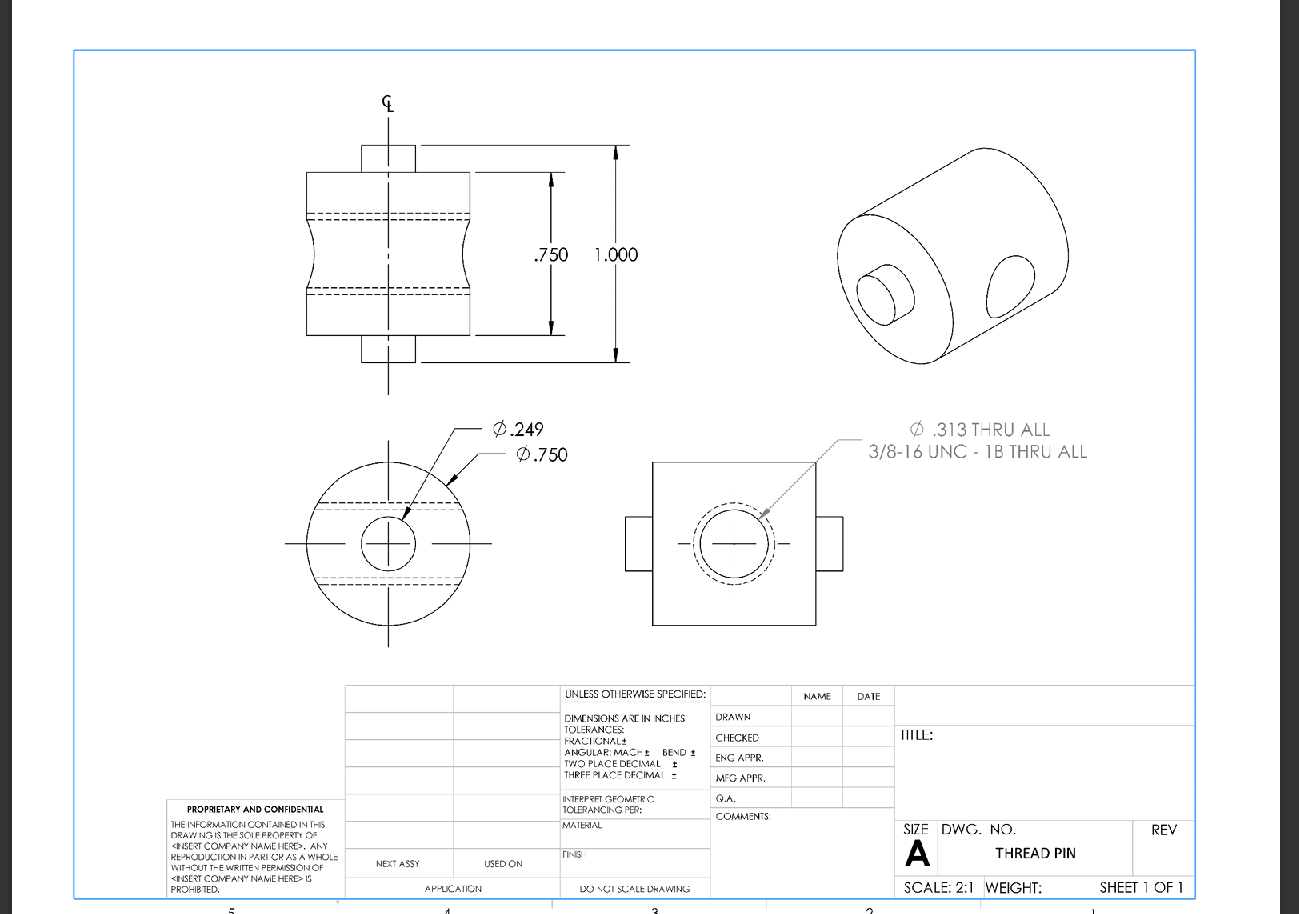 ℄
.750
1.000
∅.249
∅.750
∅ .313 THRU ALL
3/8-16 UNC - 1B THRU ALL
UNLESS OTHERWISE SPECIFIED:
DIMENSIONS ARE IN INCHES
TOLERANCES:
FRACTIONAL±
ANGULAR: MACH± BEND ±
TWO PLACE DECIMAL ±
THREE PLACE DECIMAL ±
INTERPRET GEOMETRIC
TOLERANCING PER:
MATERIAL
FINISH
DO NOT SCALE DRAWING
NAME DATE
DRAWN
CHECKED
ENG APPR.
MFG APPR.
Q.A.
COMMENTS:
TITLE:
SIZE DWG. NO. REV
A THREAD PIN
SCALE: 2:1 WEIGHT: SHEET 1 OF 1
PROPRIETARY AND CONFIDENTIAL
THE INFORMATION CONTAINED IN THIS
DRAWING IS THE SOLE PROPERTY OF
<INSERT COMPANY NAME HERE>. ANY
REPRODUCTION IN PART OR AS A WHOLE
WITHOUT THE WRITTEN PERMISSION OF
<INSERT COMPANY NAME HERE> IS
PROHIBITED.
NEXT ASSY USED ON
APPLICATION
5 4 3 2 1